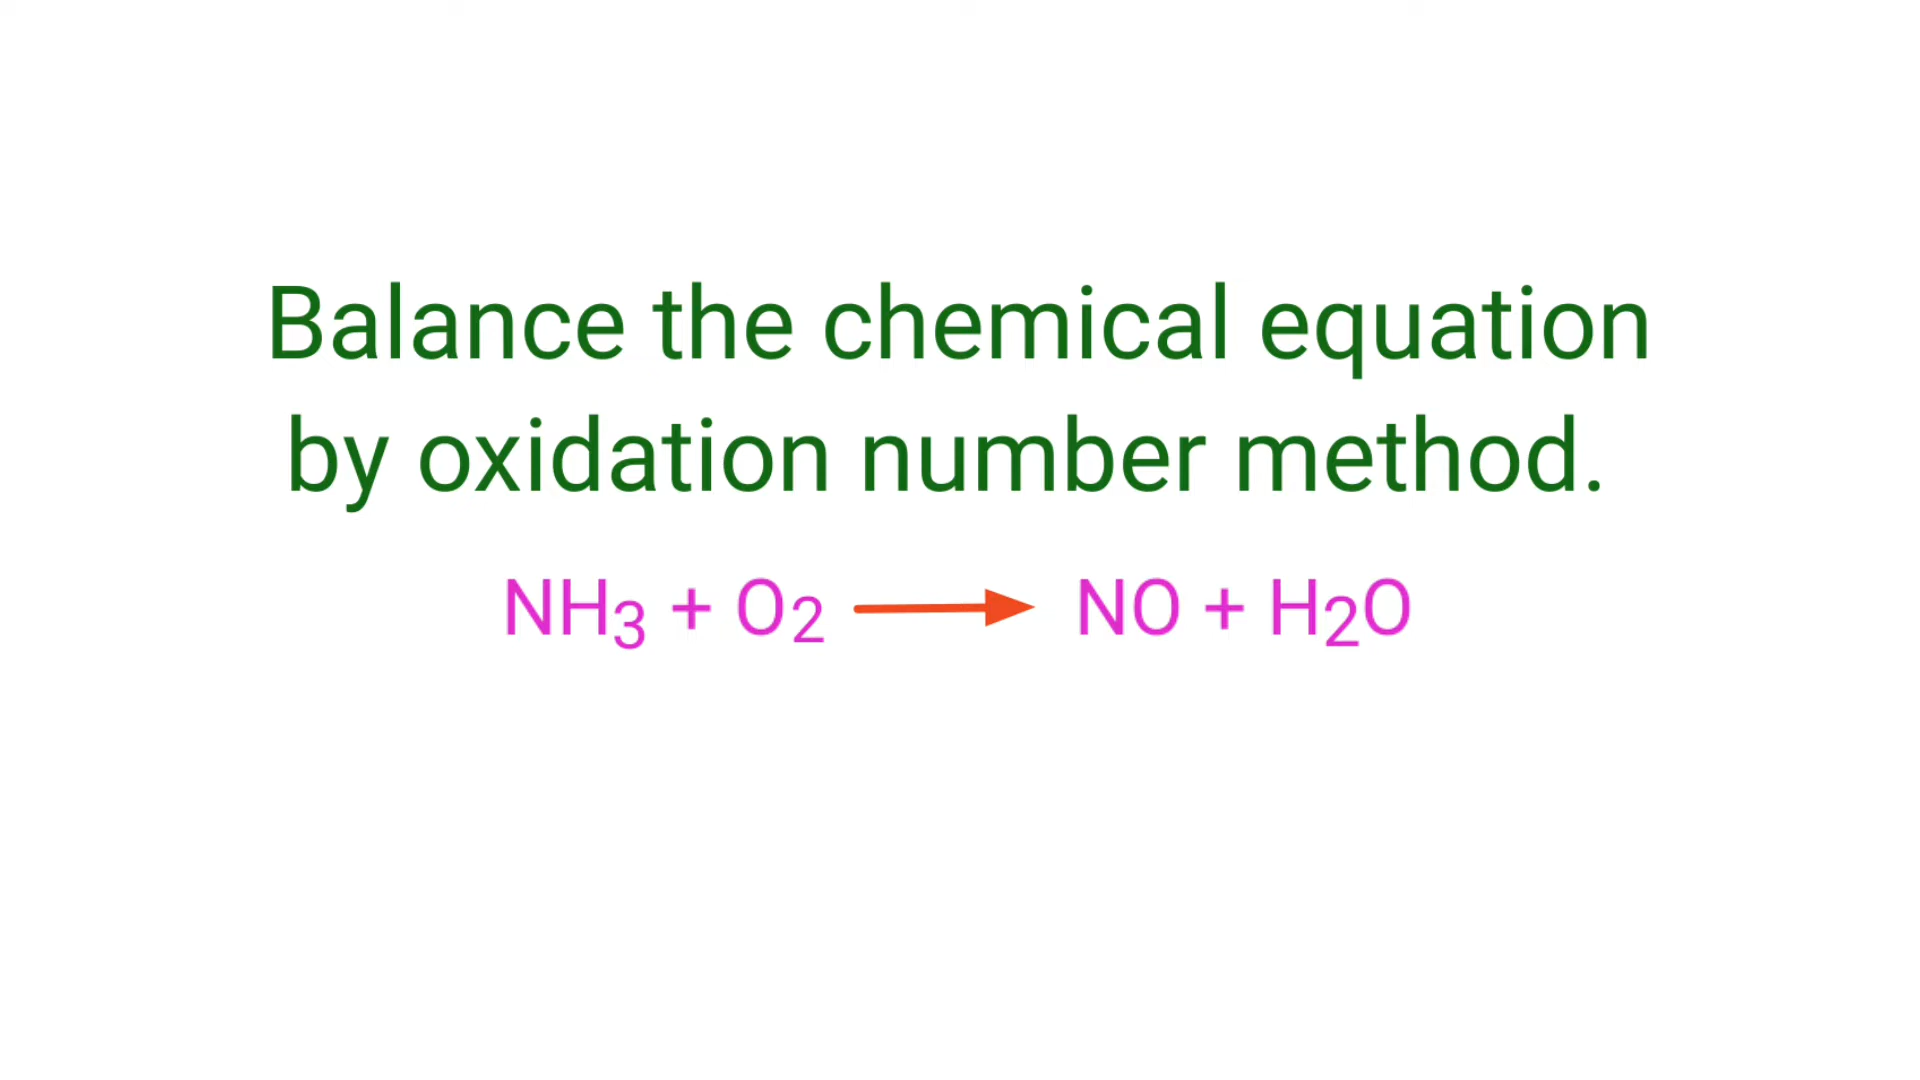 Balance the chemical equation
by oxidation number method.
NH₃ + O₂ → NO + H₂O